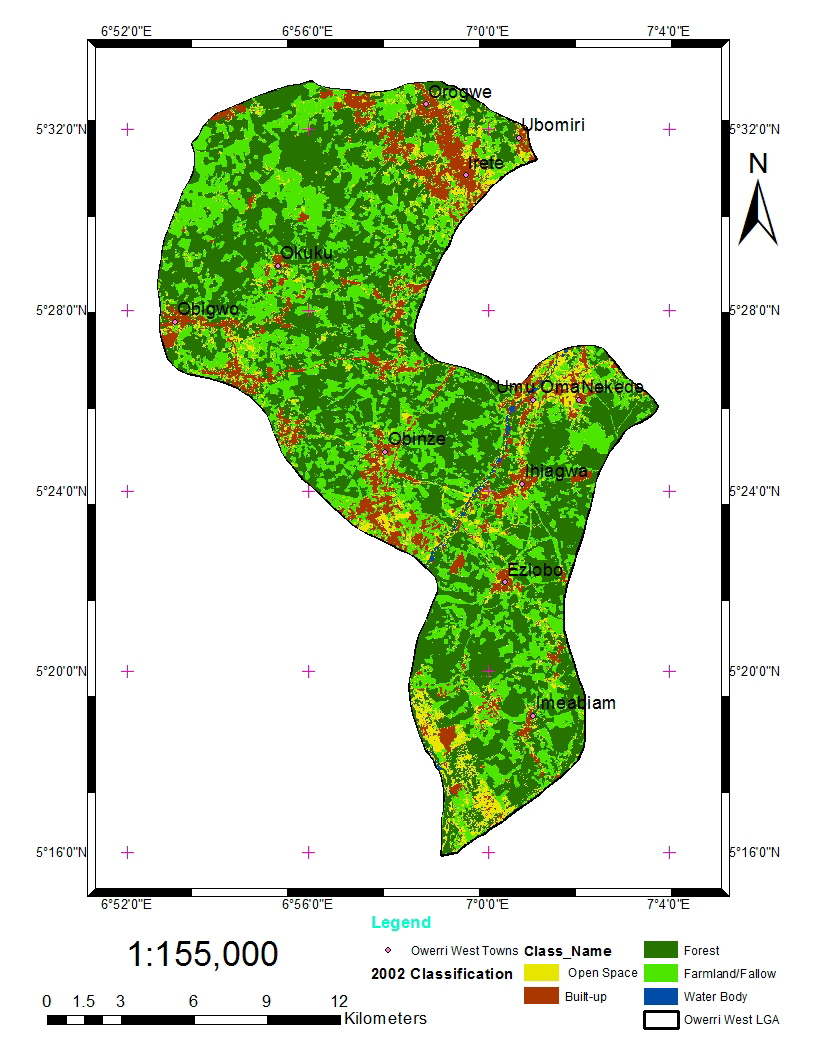 6°52'0"E 6°56'0"E 7°0'0"E 7°4'0"E
Orogwe
5°32'0"N Ubomiri 5°32'0"N
Irete
N
Okuku
5°28'0"N Obigwo 5°28'0"N
Umu Oma Nekede
Obinze
Ihiagwa
5°24'0"N 5°24'0"N
Eziobo
5°20'0"N 5°20'0"N
Imeabiam
5°16'0"N 5°16'0"N
6°52'0"E 6°56'0"E 7°0'0"E 7°4'0"E
Legend
1:155,000
Owerri West Towns Class_Name Forest
2002 Classification Open Space Farmland/Fallow
Built-up Water Body
Owerri West LGA
0 1.5 3 6 9 12
Kilometers